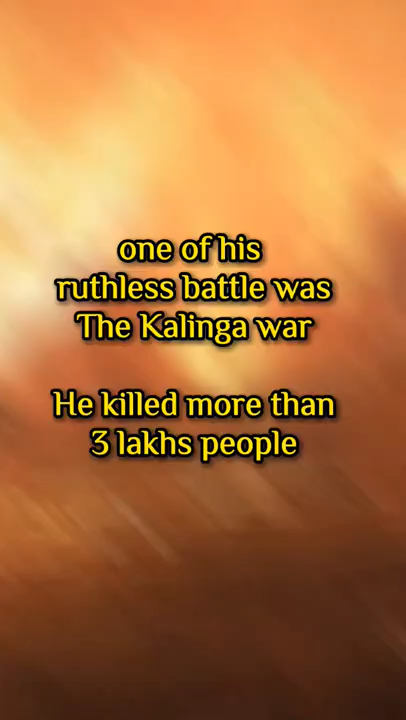 one of his
ruthless battle was
The Kalinga war
He killed more than
3 lakhs people